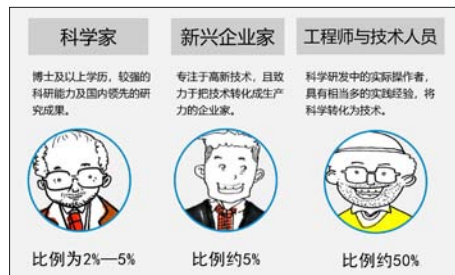 科学家
博士及以上学历，较强的
科研能力及国内领先的研
究成果。
比例为2%—5%
新兴企业家
专注于高新技术，且致
力于把技术转化成生产
力的企业家。
比例约5%
工程师与技术人员
科学研发中的实际操作者，
具有相当多的实践经验，将
科学转化为技术。
比例约50%